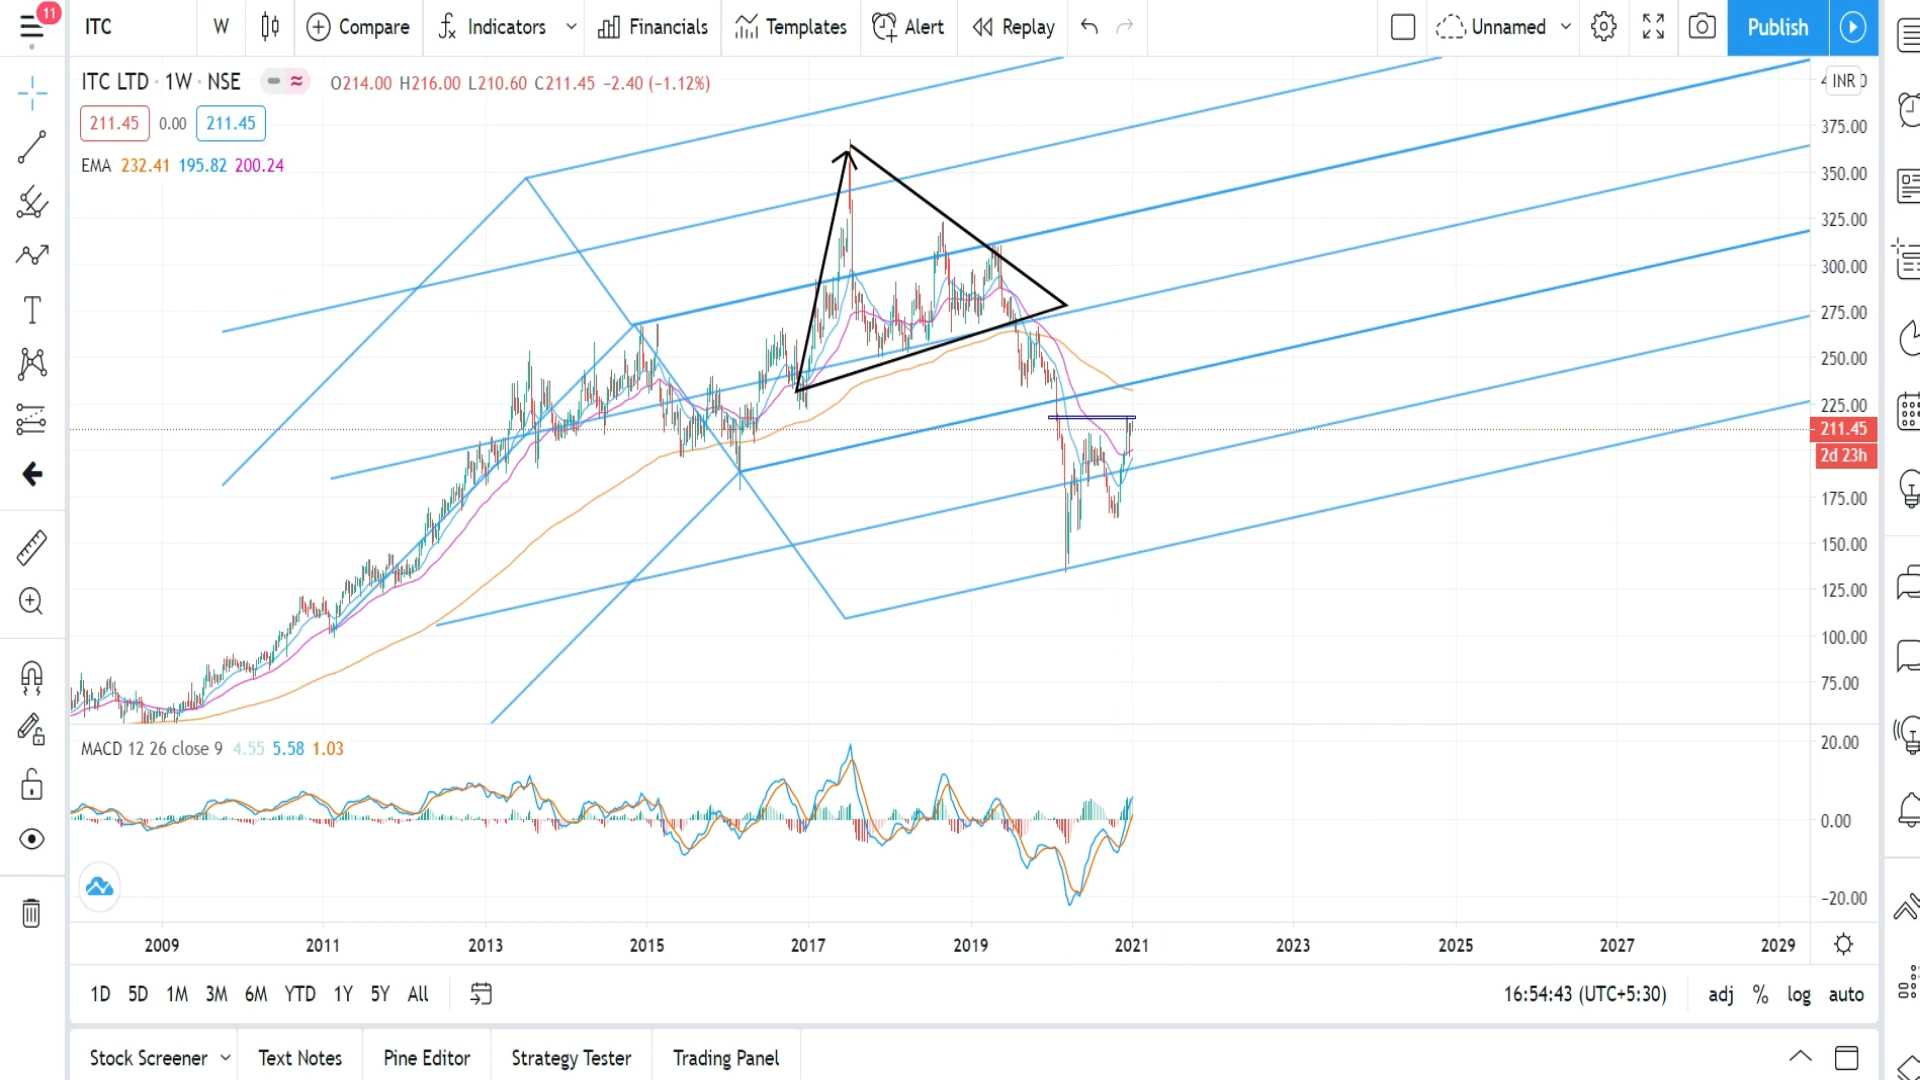 11
ITC W Compare Indicators Financials Templates Alert Replay Unnamed Publish
ITC LTD · 1W · NSE O214.00 H216.00 L210.60 C211.45 −2.40 (−1.12%)
INR
211.45 0.00 211.45
EMA 232.41 195.82 200.24
375.00
350.00
325.00
300.00
275.00
250.00
225.00
211.45
2d 23h
175.00
150.00
125.00
100.00
75.00
MACD 12 26 close 9 4.55 5.58 1.03
20.00
0.00
−20.00
2009 2011 2013 2015 2017 2019 2021 2023 2025 2027 2029
1D 5D 1M 3M 6M YTD 1Y 5Y All 16:54:43 (UTC+5:30) adj % log auto
Stock Screener Text Notes Pine Editor Strategy Tester Trading Panel